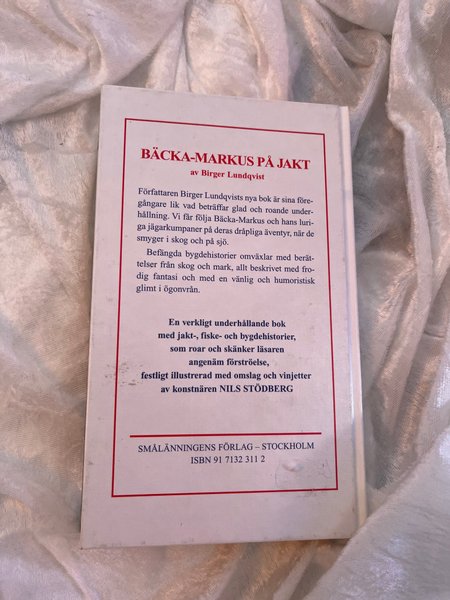 BÄCKA-MARKUS PÅ JAKT
av Birger Lundqvist
Författaren Birger Lundqvists nya bok är sina före-
gångare lik vad beträffar glad och roande under-
hållning. Vi får följa Bäcka-Markus och hans luri-
ga jägarkumpaner på deras dråpliga äventyr, när de
smyger i skog och på sjö.
Befängda bygdehistorier omväxlar med berät-
telser från skog och mark, allt beskrivet med fro-
dig fantasi och med en vänlig och humoristisk
glimt i ögonvrån.
En verkligt underhållande bok
med jakt-, fiske- och bygdehistorier,
som roar och skänker läsaren
angenäm förströelse,
festligt illustrerad med omslag och vinjetter
av konstnären NILS STÖDBERG
SMÅLÄNNINGENS FÖRLAG – STOCKHOLM
ISBN 91 7132 311 2